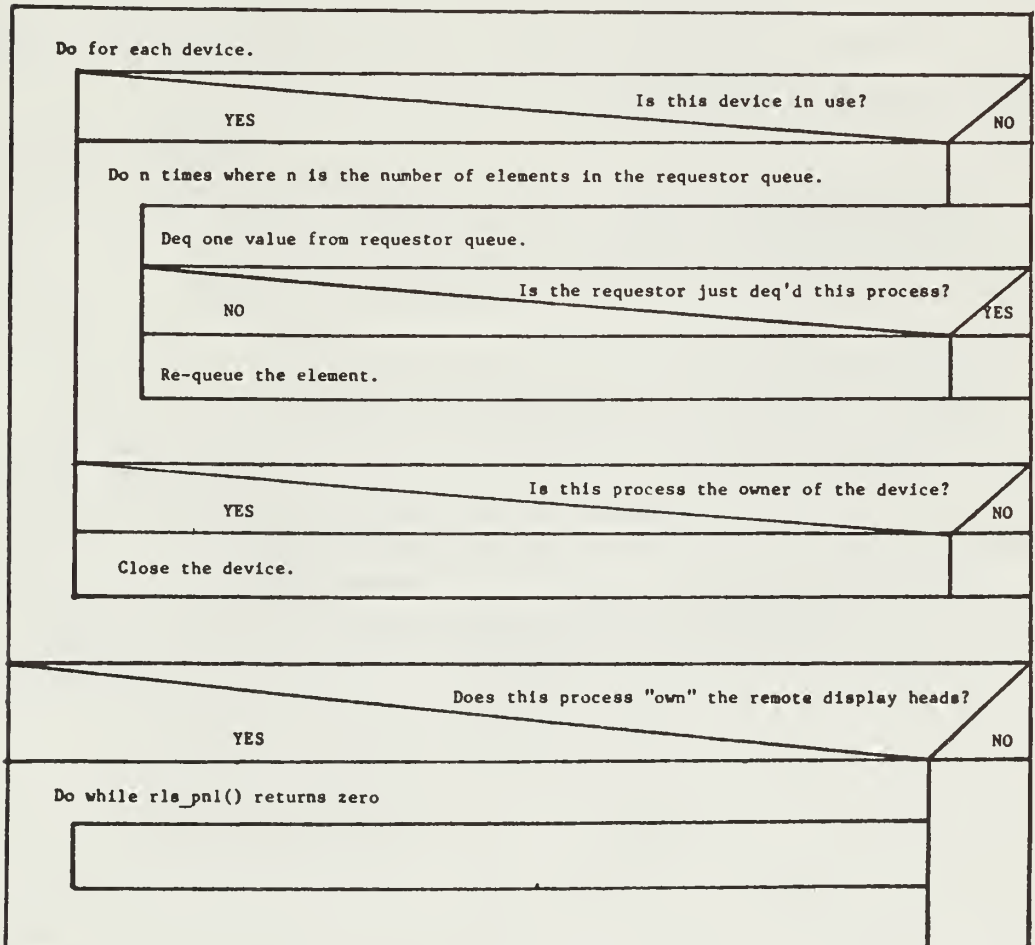 Do for each device.
Is this device in use?
YES
NO
Do n times where n is the number of elements in the requestor queue.
Deq one value from requestor queue.
Is the requestor just deq'd this process?
NO
YES
Re-queue the element.
Is this process the owner of the device?
YES
NO
Close the device.
Does this process "own" the remote display heads?
YES
NO
Do while rls_pnl() returns zero